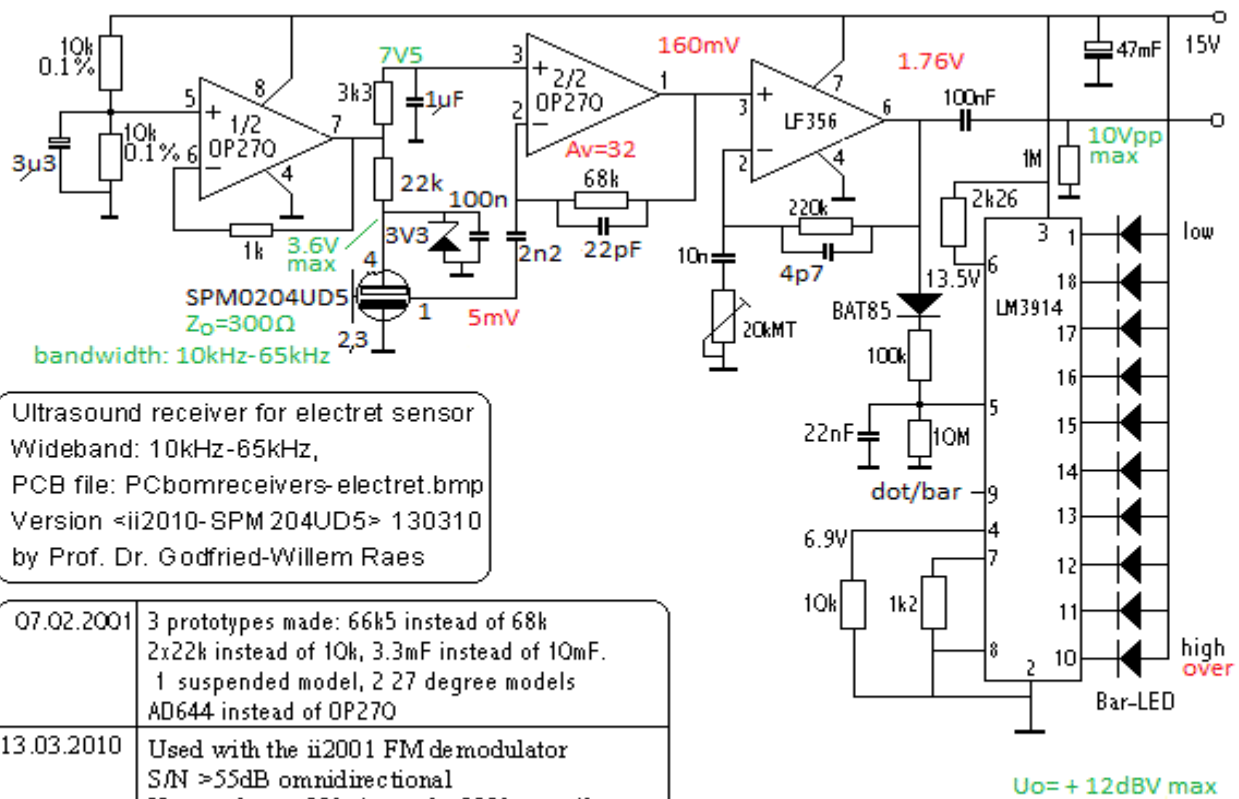 10k
0.1%
3µ3
10k
0.1%
5
6
+
−
1/2
OP270
8
4
7
1k
7V5
3k3
1µF
22k
100n
3V3
3.6V
max
4
SPM0204UD5
Zo=300Ω
2,3
1
bandwidth: 10kHz-65kHz
5mV
2n2
3
2
+
−
2/2
OP270
1
Av=32
68k
22pF
160mV
3
2
+
−
LF356
7
4
6
1.76V
100nF
220k
4p7
10n
20kMT
BAT85
100k
22nF
10M
47mF
15V
10Vpp
max
1M
2k26
13.5V
LM3914
3
6
5
9
4
7
8
2
dot/bar
6.9V
10k
1k2
1
18
17
16
15
14
13
12
11
10
low
high
over
Bar-LED
Uo= + 12dBV max
Ultrasound receiver for electret sensor
Wideband: 10kHz-65kHz,
PCB file: PCbomreceivers-electret.bmp
Version <ii2010-SPM 204UD5> 130310
by Prof. Dr. Godfried-Willem Raes
07.02.2001 3 prototypes made: 66k5 instead of 68k
2x22k instead of 10k, 3.3mF instead of 10mF.
1 suspended model, 2 27 degree models
AD644 instead of OP270
13.03.2010 Used with the ii2001 FM demodulator
S/N >55dB omnidirectional